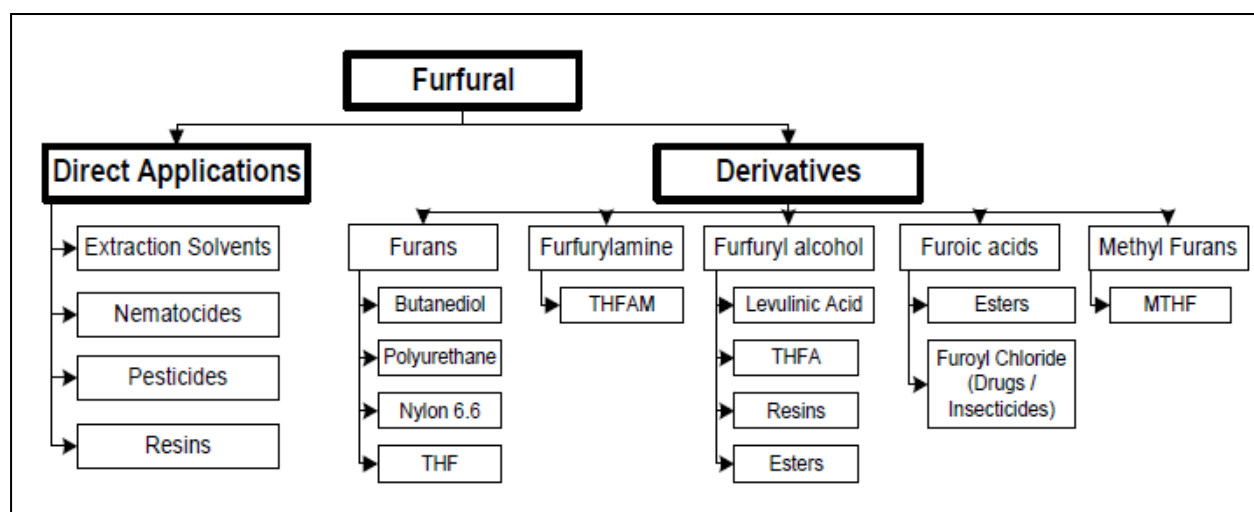 Furfural
Direct Applications
Derivatives
Extraction Solvents
Nematocides
Pesticides
Resins
Furans
Butanediol
Polyurethane
Nylon 6.6
THF
Furfurylamine
THFAM
Furfuryl alcohol
Levulinic Acid
THFA
Resins
Esters
Furoic acids
Esters
Furoyl Chloride
(Drugs /
Insecticides)
Methyl Furans
MTHF